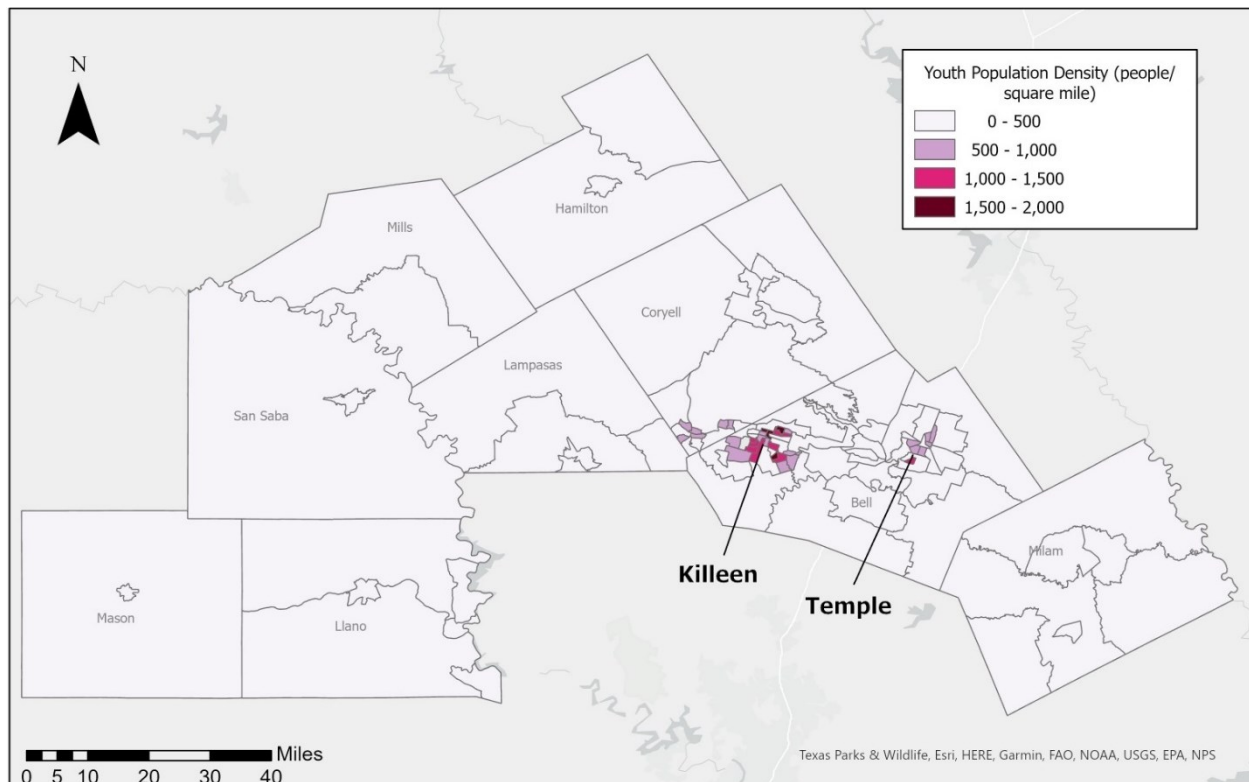 N
Youth Population Density (people/
square mile)
0 - 500
500 - 1,000
1,000 - 1,500
1,500 - 2,000
Hamilton
Mills
Coryell
Lampasas
San Saba
Bell
Killeen
Milam
Temple
Mason
Llano
Miles
0 5 10 20 30 40
Texas Parks & Wildlife, Esri, HERE, Garmin, FAO, NOAA, USGS, EPA, NPS